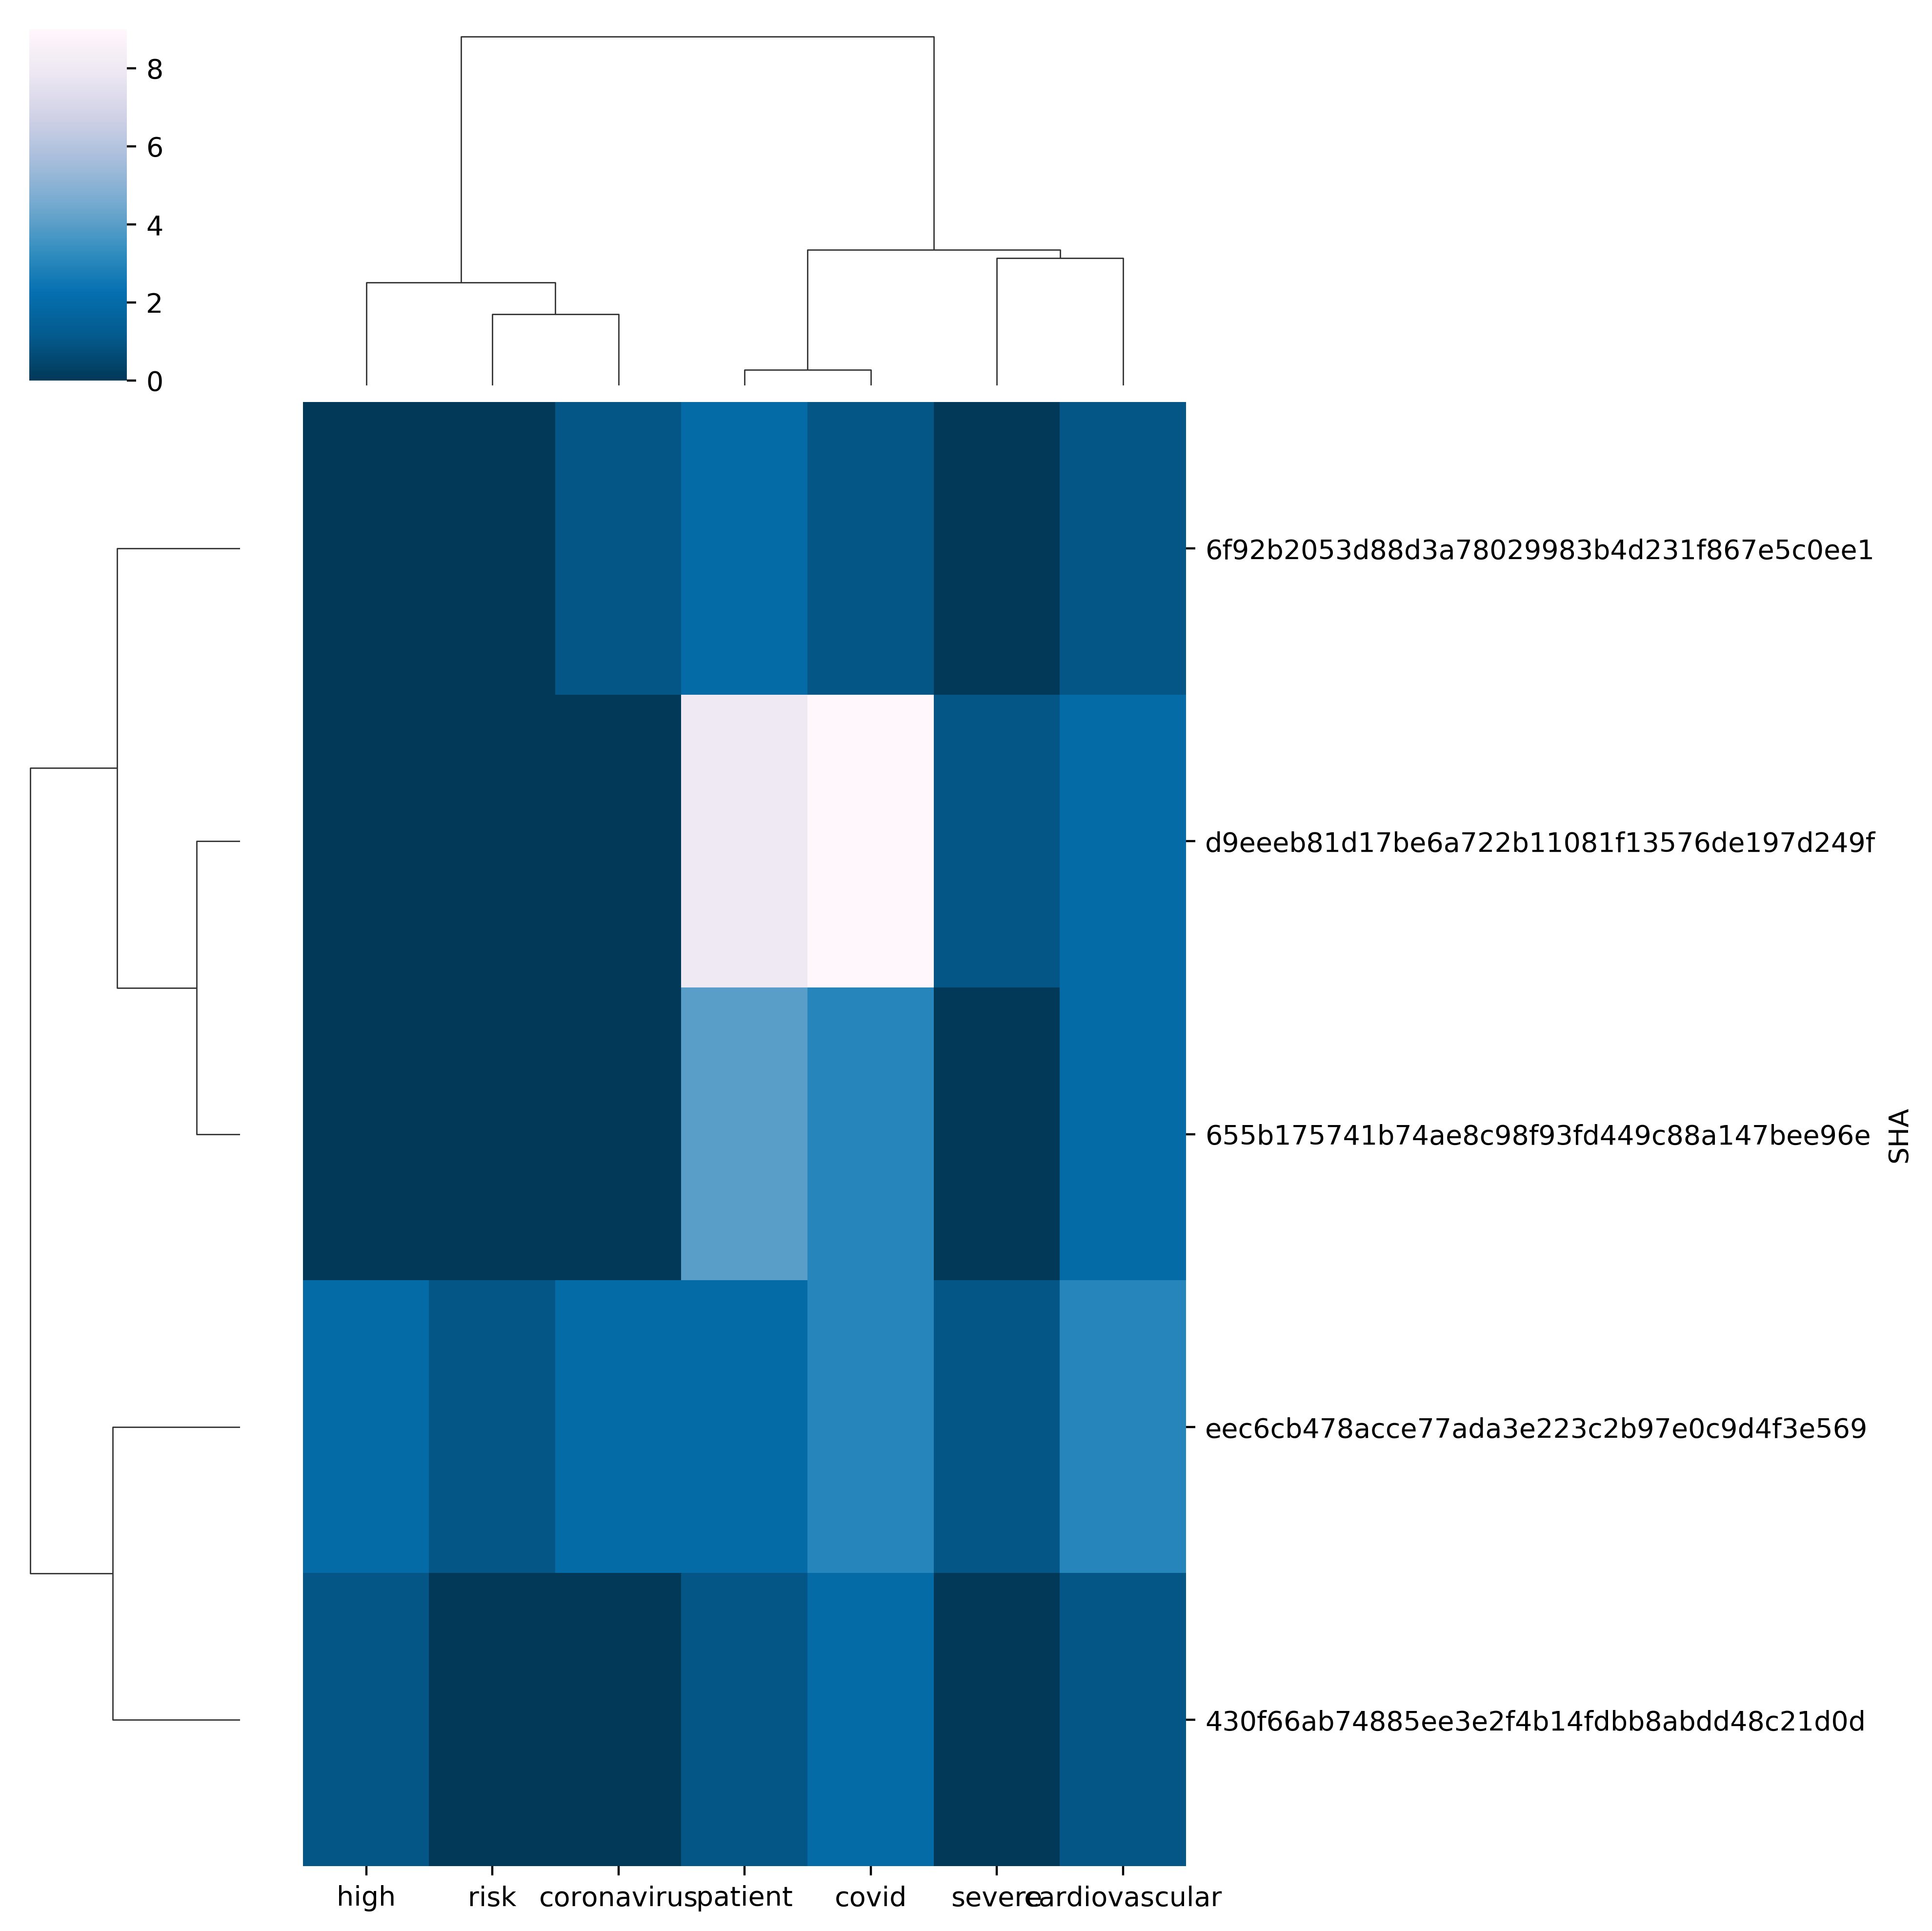 8
6
4
2
0
6f92b2053d88d3a78029983b4d231f867e5c0ee1
d9eeeb81d17be6a722b11081f13576de197d249f
655b175741b74ae8c98f93fd449c88a147bee96e
eec6cb478acce77ada3e223c2b97e0c9d4f3e569
430f66ab74885ee3e2f4b14fdbb8abdd48c21d0d
SHA
high risk coronavirus patient covid severe cardiovascular